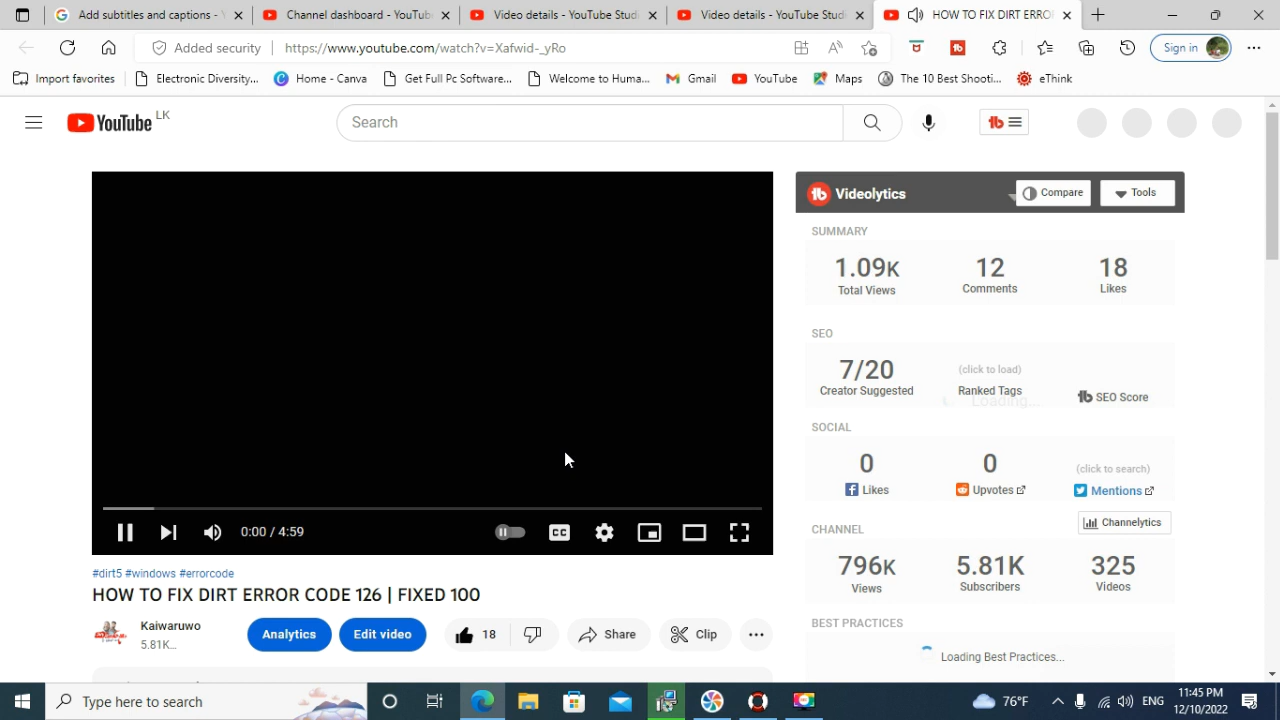 Add subtitles and captions - Y
Channel dashboard - YouTub
Video details - YouTube Studi
Video details - YouTube Studi
HOW TO FIX DIRT ERROR
Added security
https://www.youtube.com/watch?v=Xafwid-_yRo
Sign in
Import favorites
Electronic Diversity...
Home - Canva
Get Full Pc Software...
Welcome to Huma...
Gmail
YouTube
Maps
The 10 Best Shooti...
eThink
YouTube LK
Search
Videolytics
Compare
Tools
SUMMARY
1.09K 12 18
Total Views Comments Likes
SEO
7/20 (click to load)
Creator Suggested Ranked Tags SEO Score
Loading...
SOCIAL
0 0 (click to search)
Likes Upvotes Mentions
CHANNEL Channelytics
796K 5.81K 325
Views Subscribers Videos
BEST PRACTICES
Loading Best Practices...
0:00 / 4:59
CC
#dirt5 #windows #errorcode
HOW TO FIX DIRT ERROR CODE 126 | FIXED 100
Kaiwaruwo
5.81K...
Analytics
Edit video
18
Share
Clip
Type here to search
76°F
ENG
11:45 PM
12/10/2022